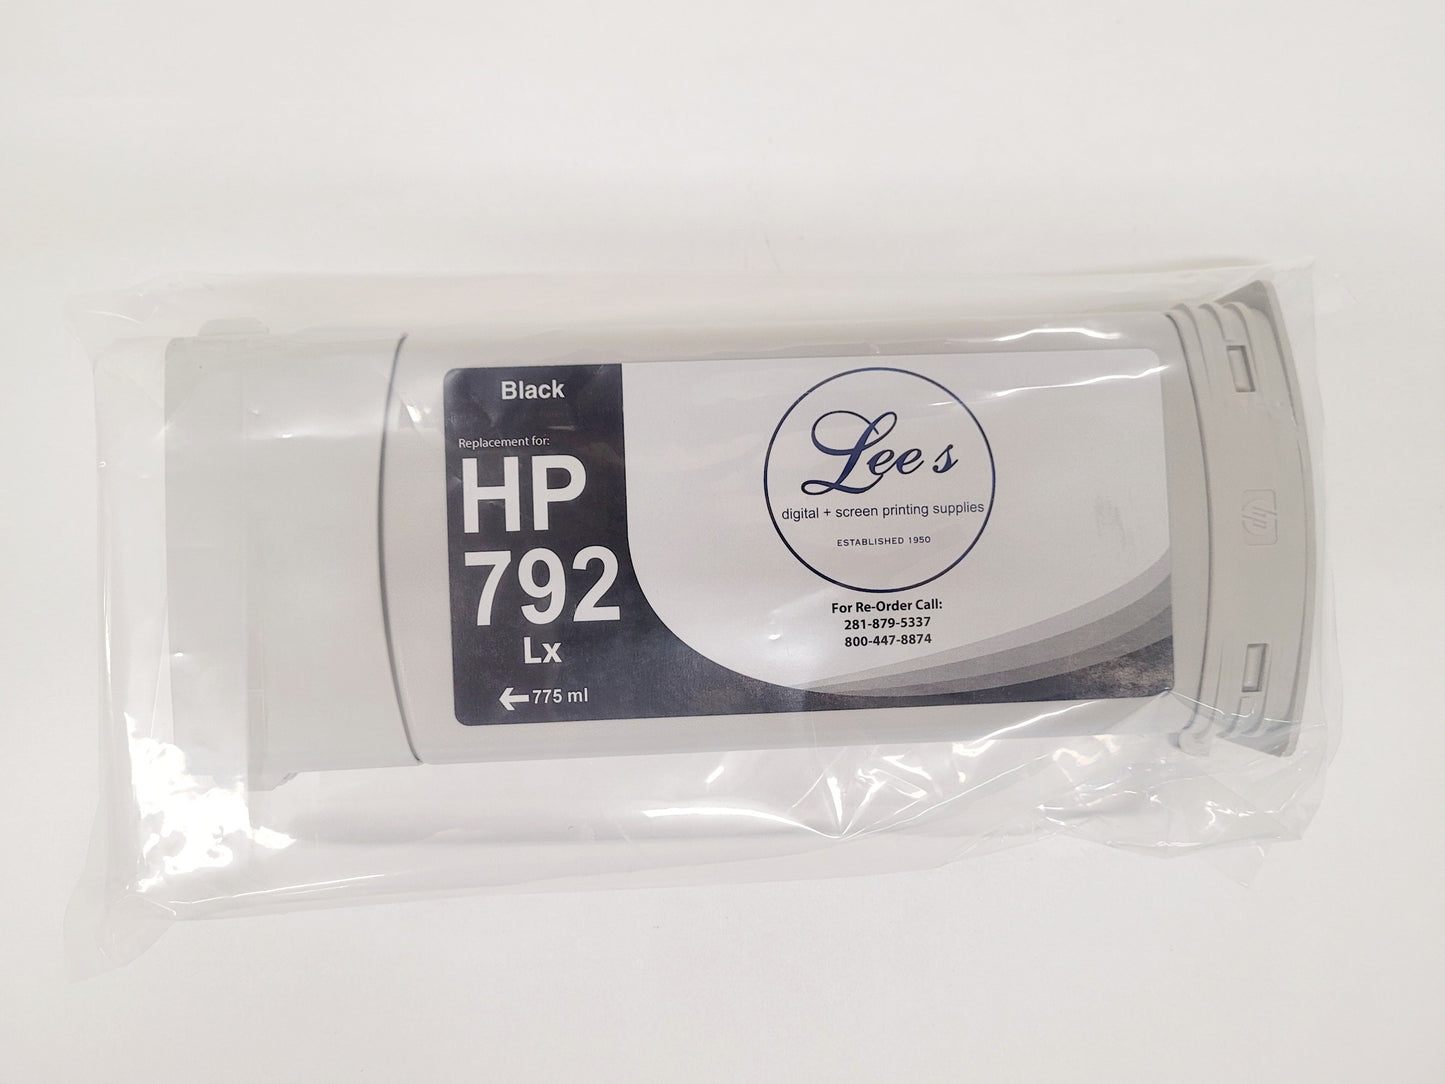 Black
Replacement for:
HP
792
Lx
775 ml
Lee's
digital + screen printing supplies
ESTABLISHED 1950
For Re-Order Call:
281-879-5337
800-447-8874
hp